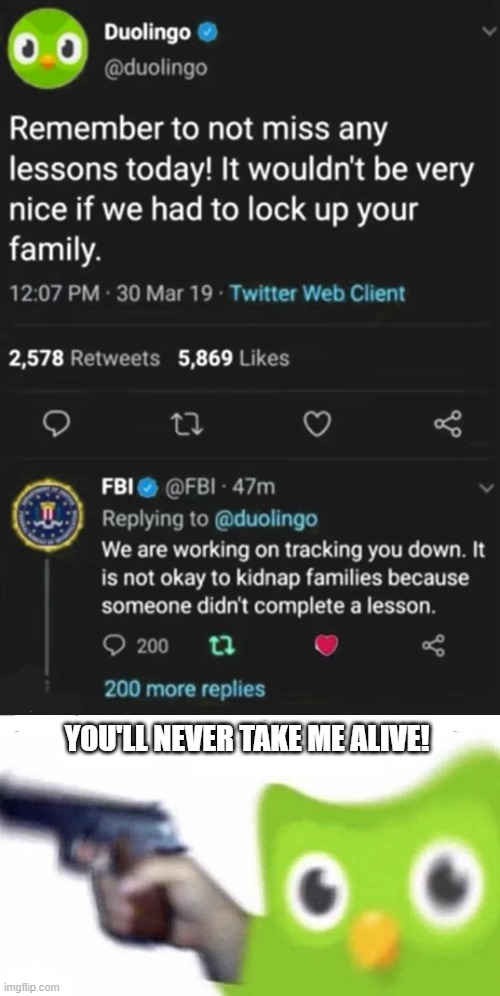 Duolingo
@duolingo
Remember to not miss any
lessons today! It wouldn't be very
nice if we had to lock up your
family.
12:07 PM · 30 Mar 19 · Twitter Web Client
2,578 Retweets 5,869 Likes
FBI @FBI · 47m
Replying to @duolingo
We are working on tracking you down. It
is not okay to kidnap families because
someone didn't complete a lesson.
200
200 more replies
YOU'LL NEVER TAKE ME ALIVE!
imgflip.com